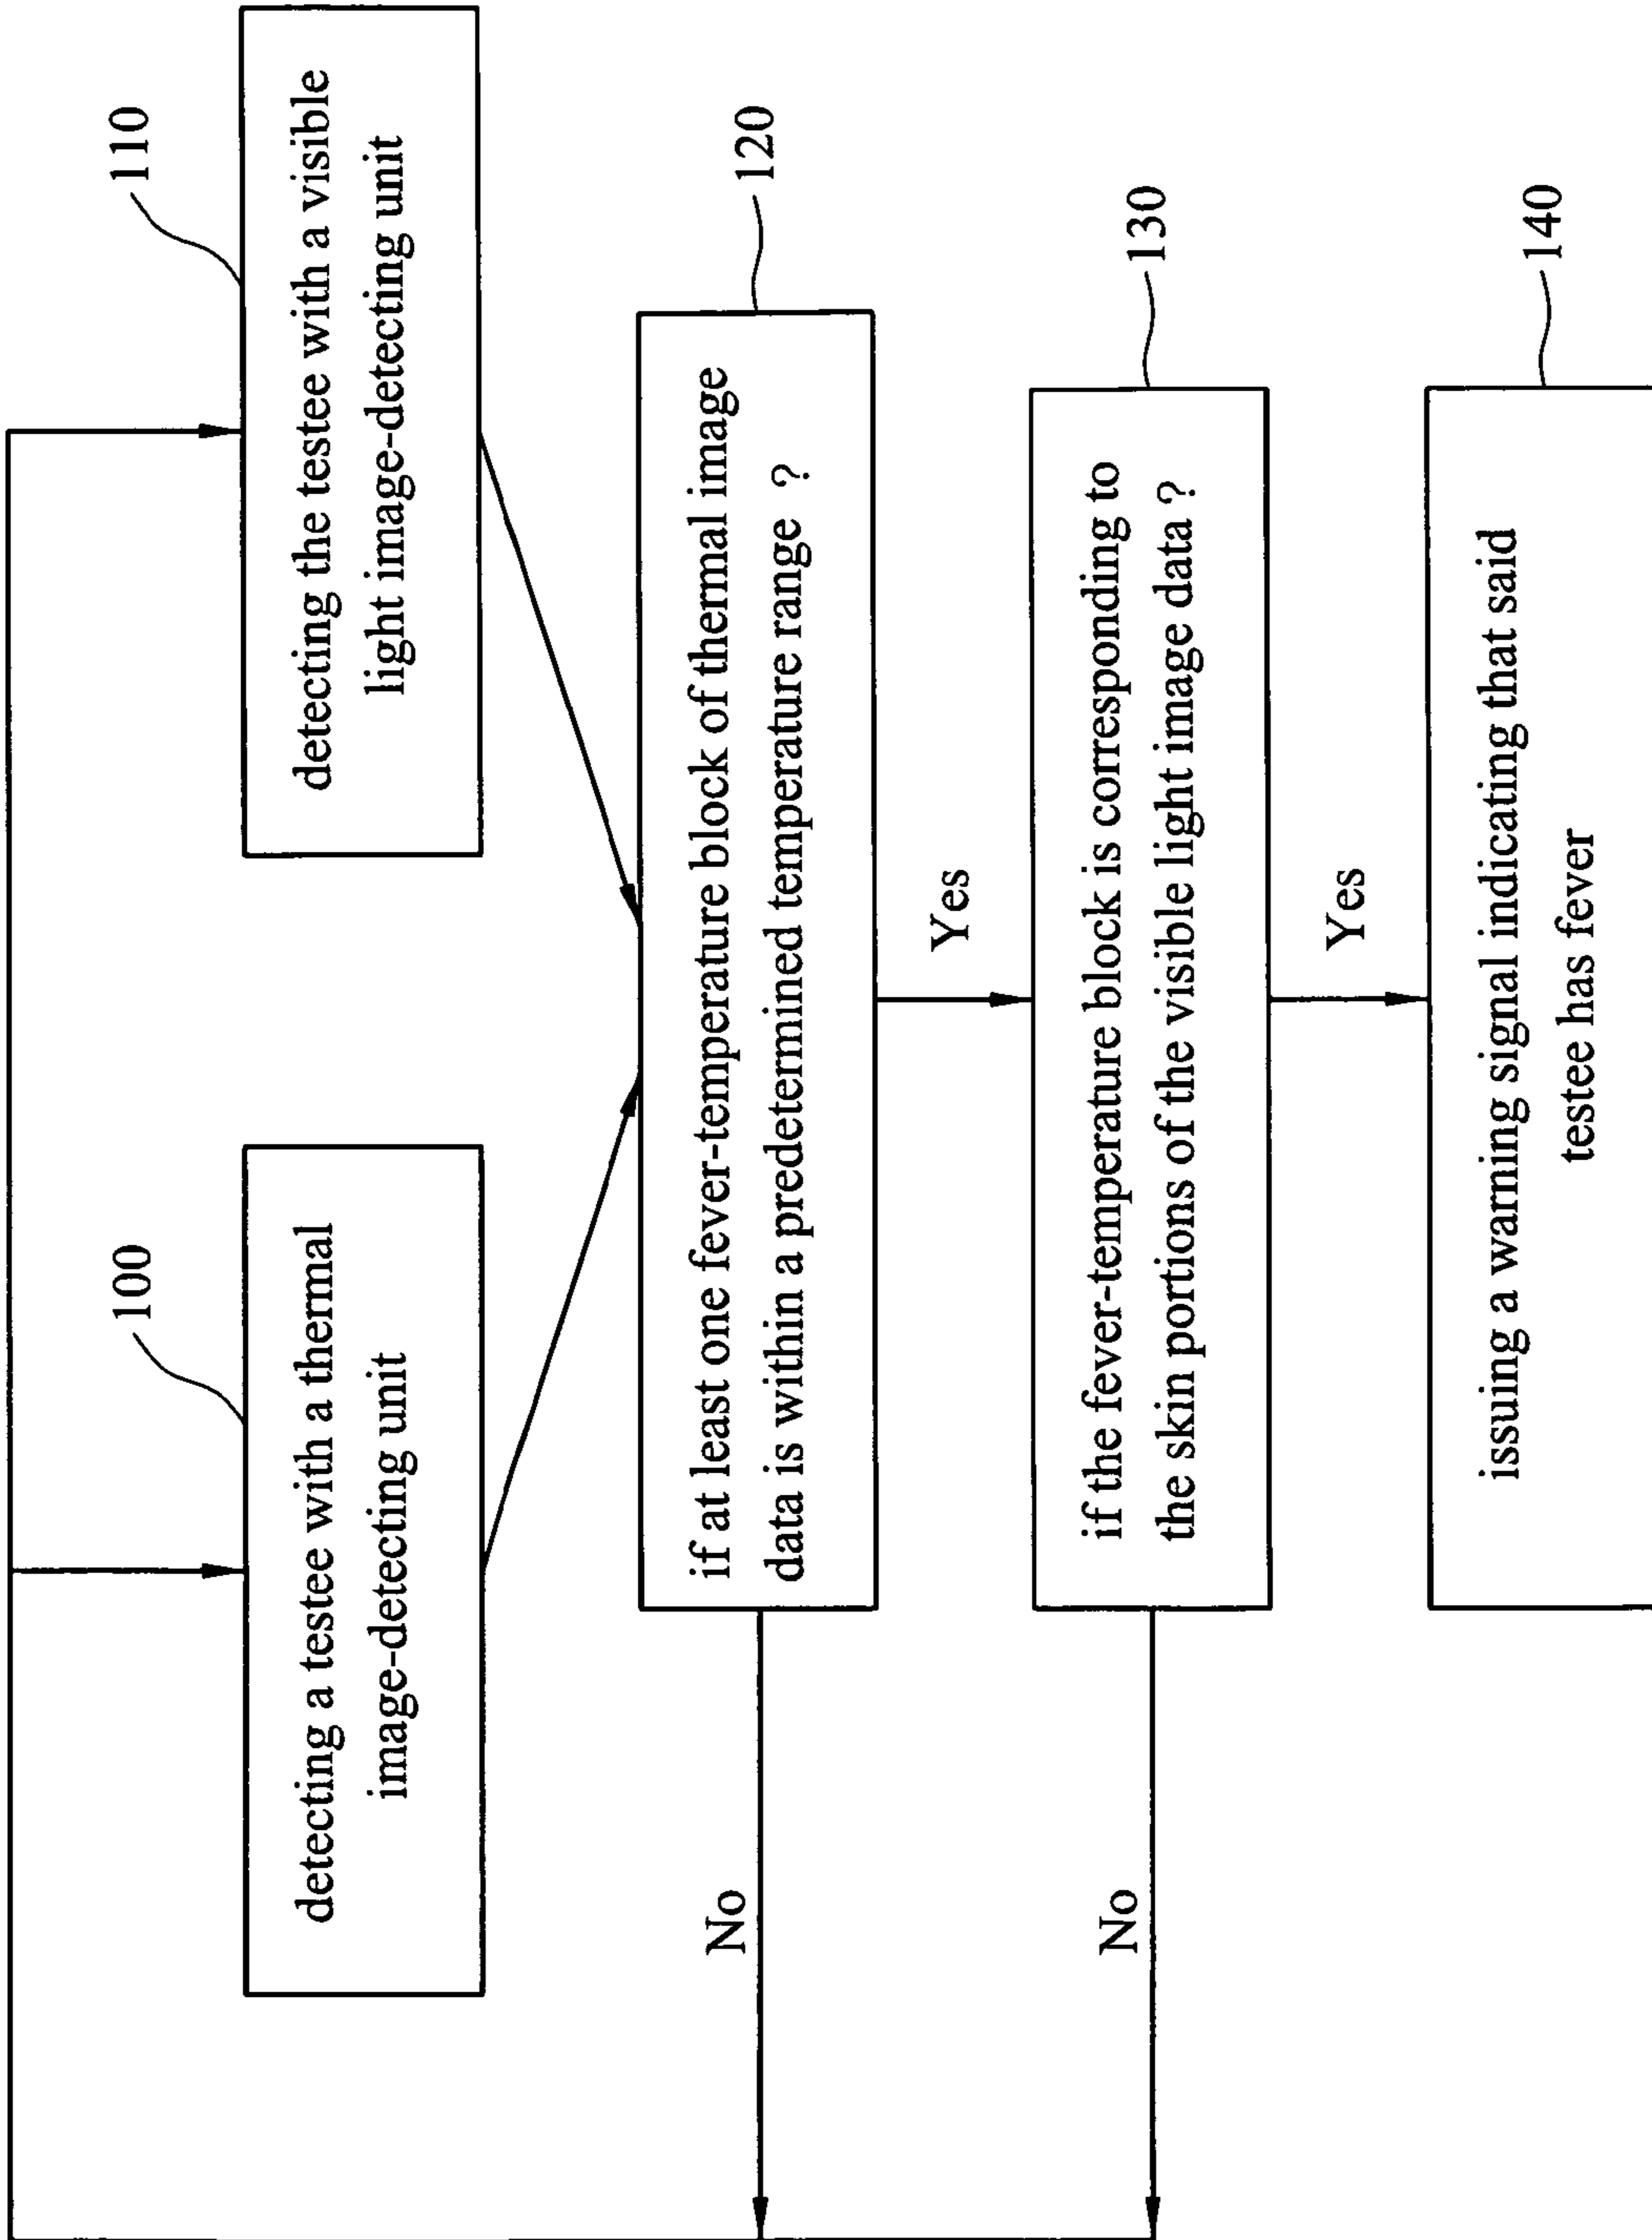 100
detecting a testee with a thermal
image-detecting unit
110
detecting the testee with a visible
light image-detecting unit
120
if at least one fever-temperature block of thermal image
data is within a predetermined temperature range ?
No
Yes
130
if the fever-temperature block is corresponding to
the skin portions of the visible light image data ?
No
Yes
140
issuing a warning signal indicating that said
testee has fever